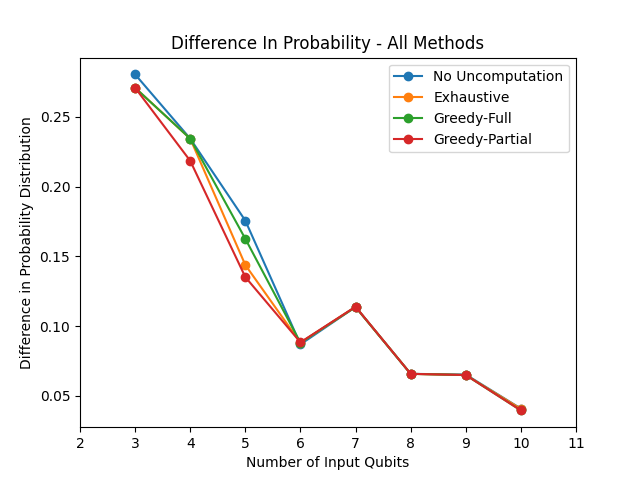 Difference In Probability - All Methods
No Uncomputation
Exhaustive
Greedy-Full
Greedy-Partial
Difference in Probability Distribution
0.25
0.20
0.15
0.10
0.05
2 3 4 5 6 7 8 9 10 11
Number of Input Qubits